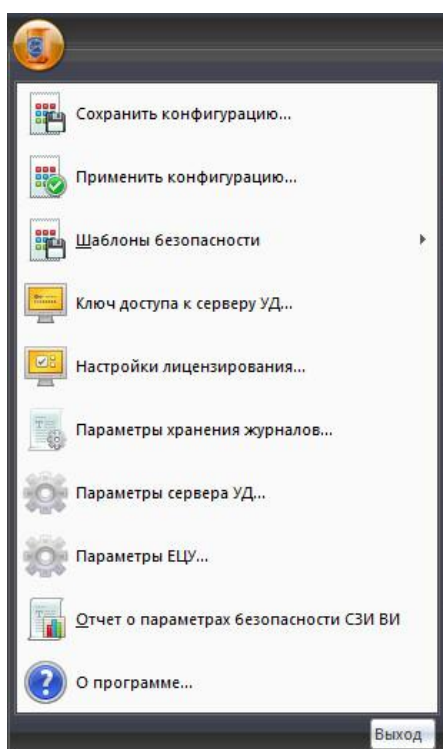 Сохранить конфигурацию...
Применить конфигурацию...
Шаблоны безопасности
Ключ доступа к серверу УД...
Настройки лицензирования...
Параметры хранения журналов...
Параметры сервера УД...
Параметры ЕЦУ...
Отчет о параметрах безопасности СЗИ ВИ
О программе...
Выход